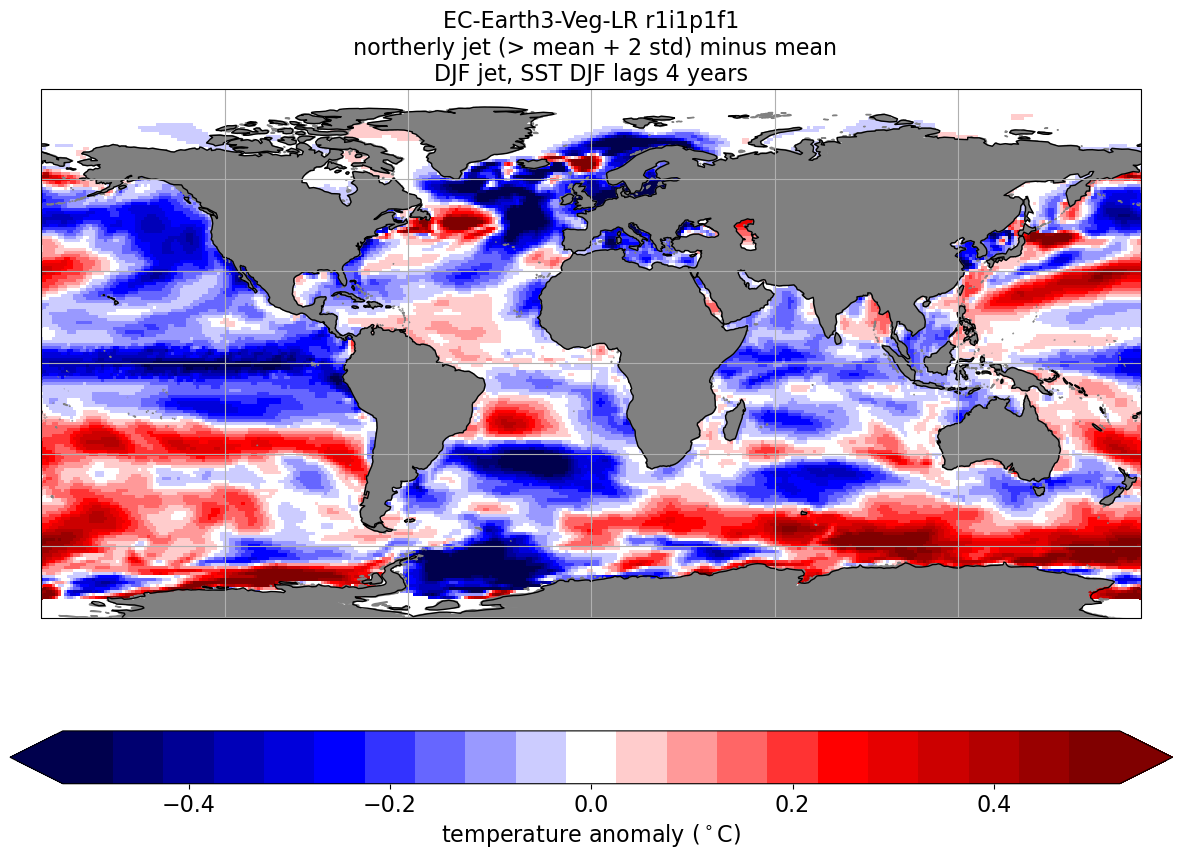 EC-Earth3-Veg-LR r1i1p1f1
northerly jet (> mean + 2 std) minus mean
DJF jet, SST DJF lags 4 years
−0.4 −0.2 0.0 0.2 0.4
temperature anomaly (°C)